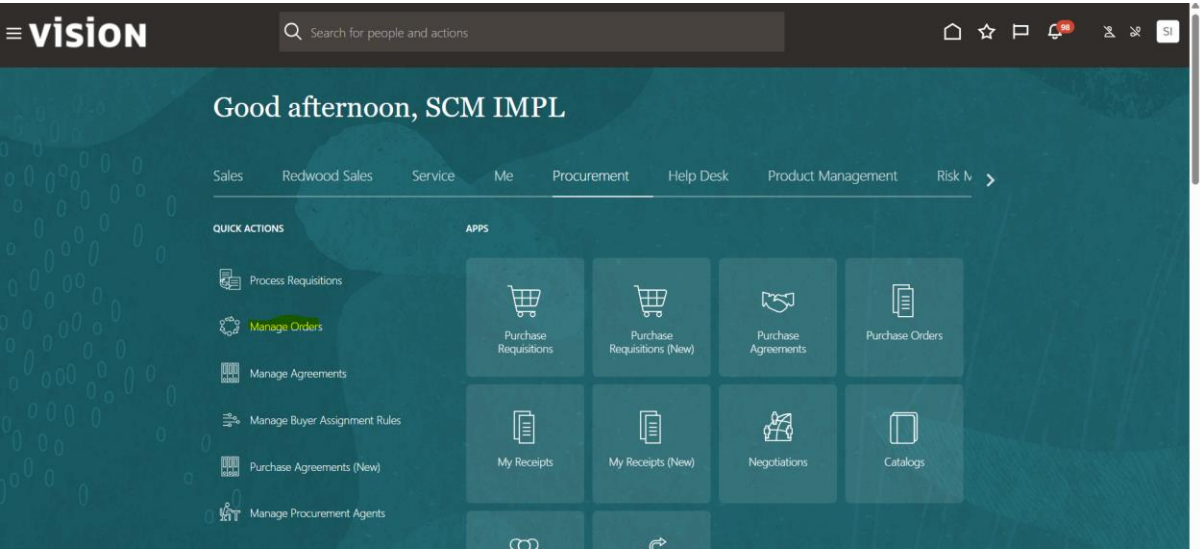 vision
Search for people and actions
98
SI
Good afternoon, SCM IMPL
Sales Redwood Sales Service Me Procurement Help Desk Product Management Risk M
QUICK ACTIONS
Process Requisitions
Manage Orders
Manage Agreements
Manage Buyer Assignment Rules
Purchase Agreements (New)
Manage Procurement Agents
APPS
Purchase
Requisitions
Purchase
Requisitions (New)
Purchase
Agreements
Purchase Orders
My Receipts
My Receipts (New)
Negotiations
Catalogs